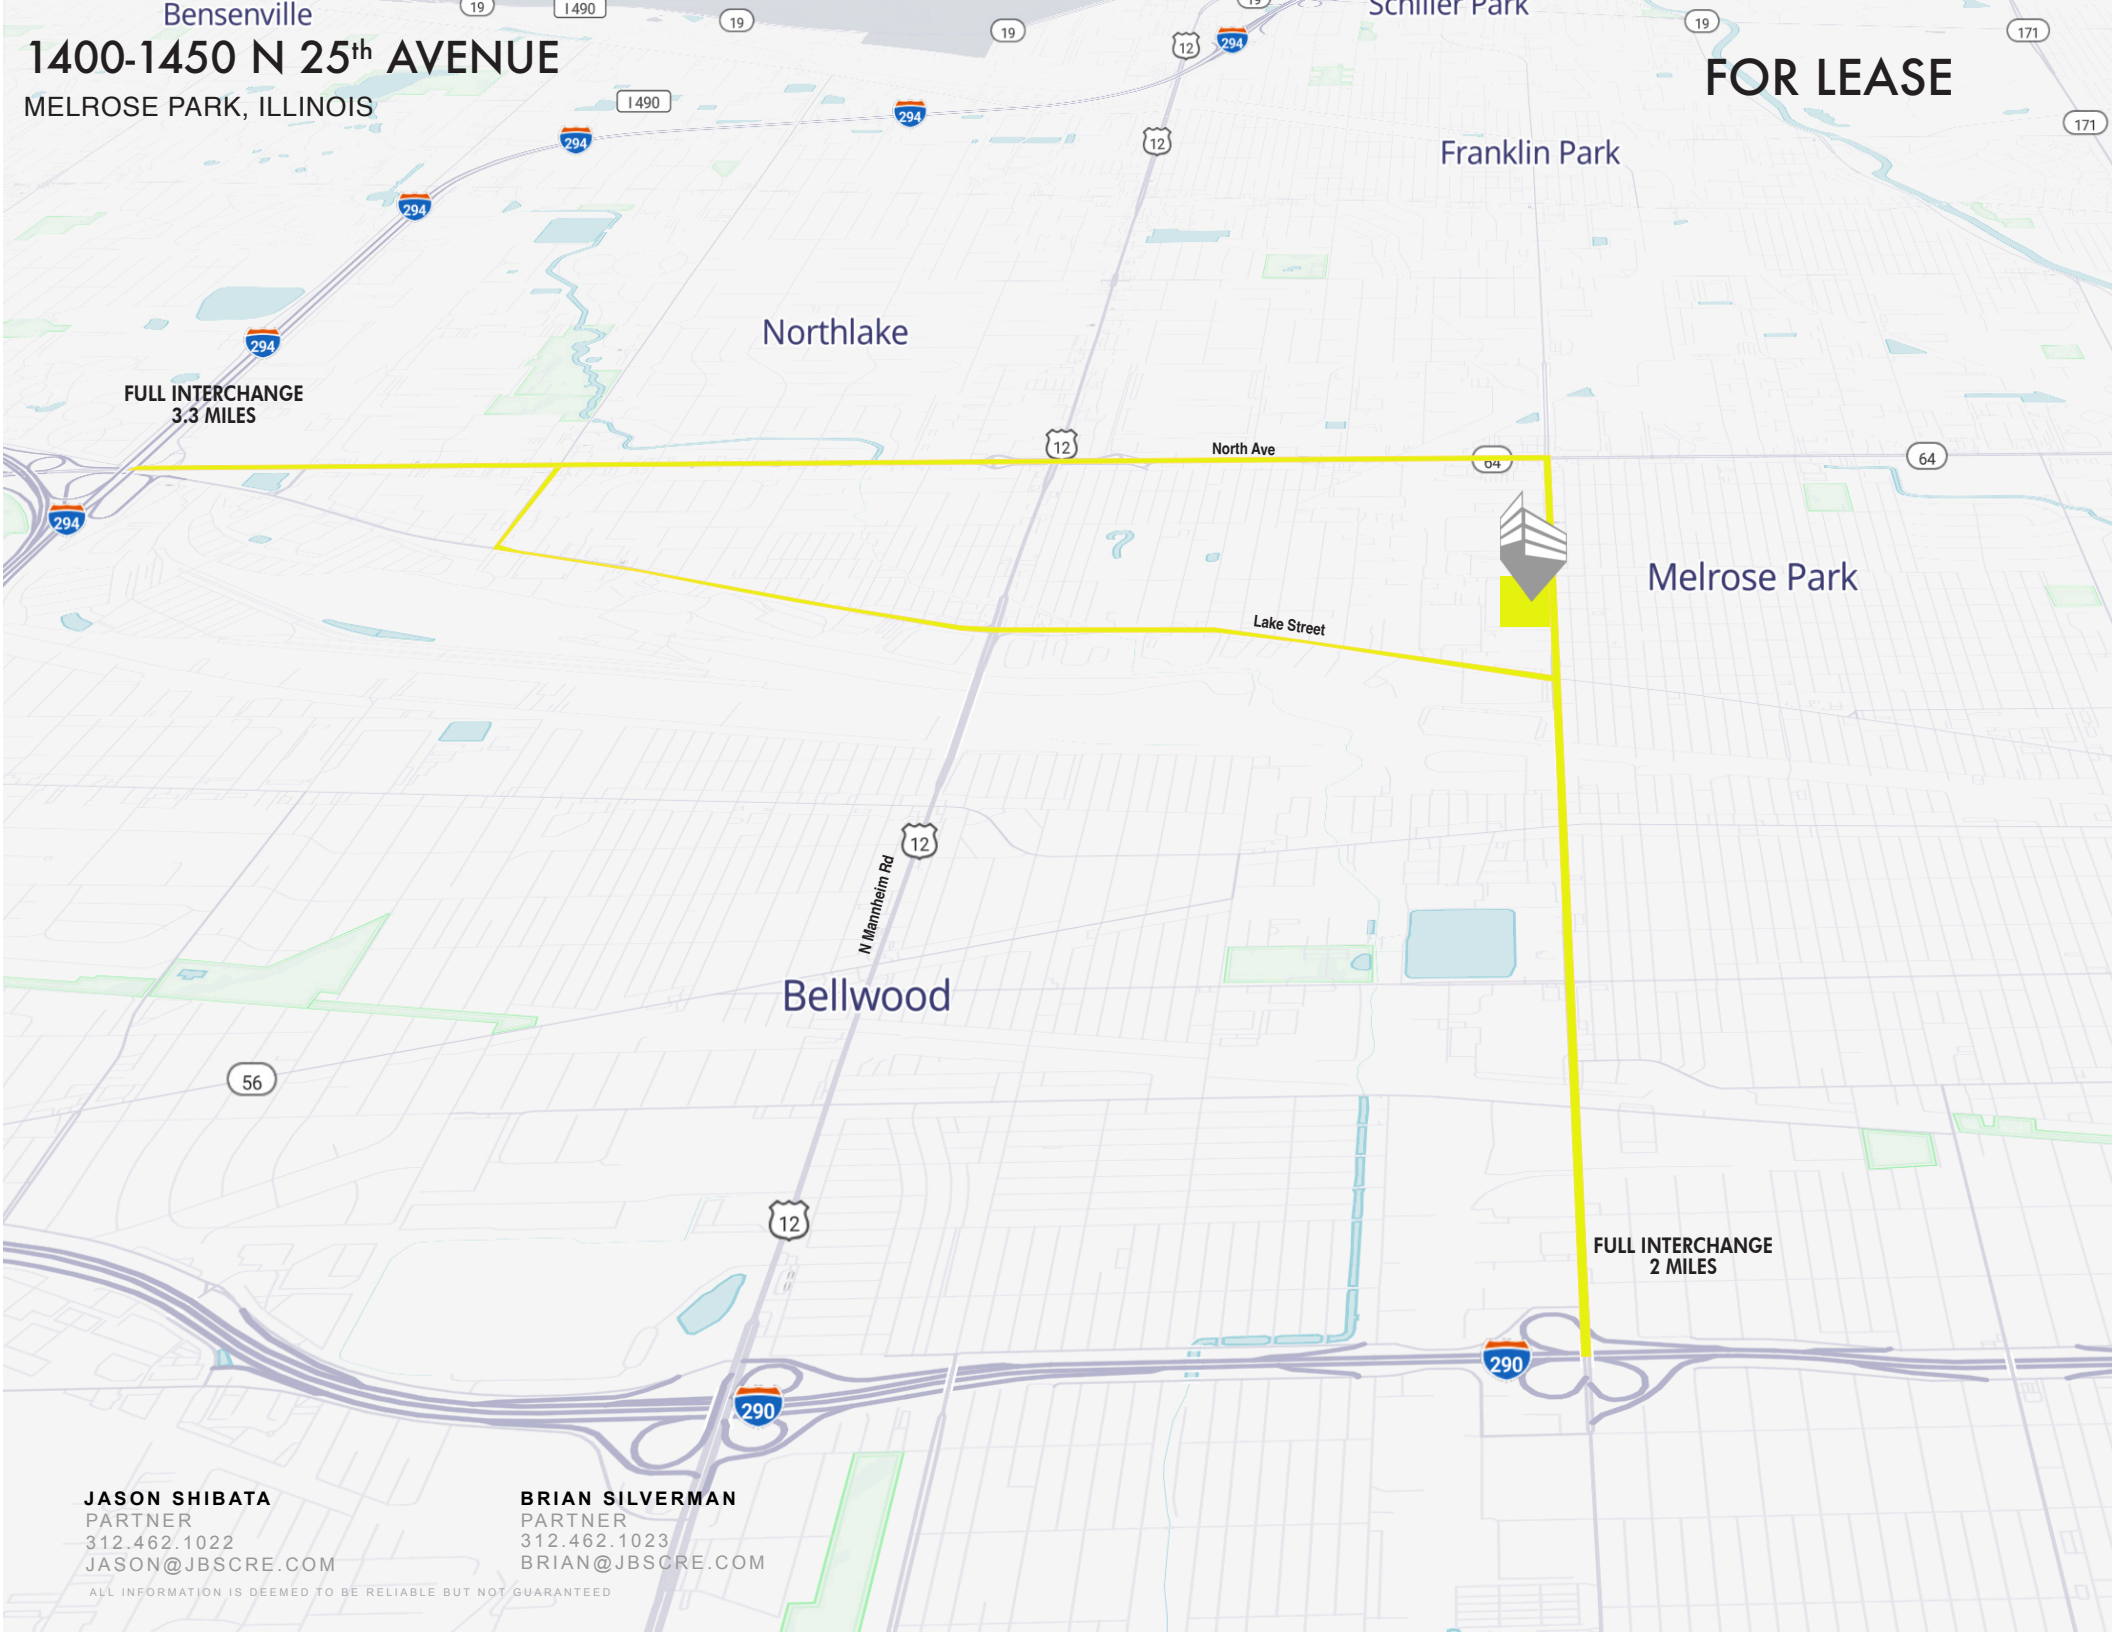 Bensenville
19
I 490
19
19
19
Schiller Park
19
171
1400-1450 N 25th AVENUE
MELROSE PARK, ILLINOIS
FOR LEASE
12
294
I 490
294
294
12
171
Franklin Park
294
Northlake
294
FULL INTERCHANGE
3.3 MILES
12
North Ave
64
64
294
Melrose Park
Lake Street
12
N Mannheim Rd
Bellwood
56
12
FULL INTERCHANGE
2 MILES
290
290
JASON SHIBATA
PARTNER
312.462.1022
JASON@JBSCRE.COM
BRIAN SILVERMAN
PARTNER
312.462.1023
BRIAN@JBSCRE.COM
ALL INFORMATION IS DEEMED TO BE RELIABLE BUT NOT GUARANTEED